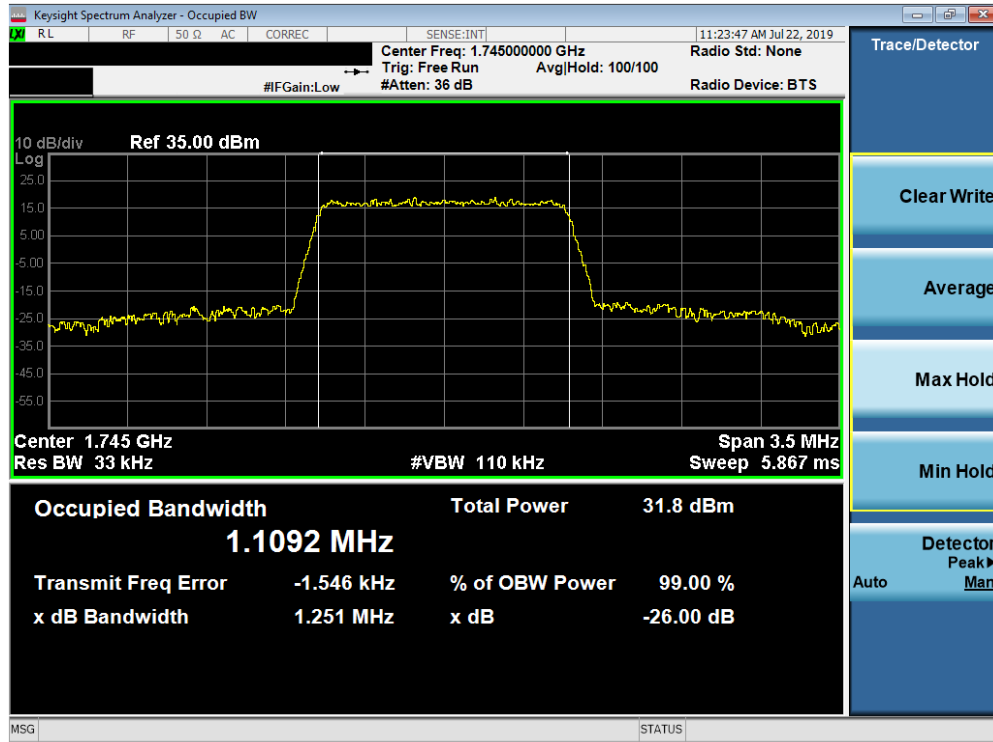 Keysight Spectrum Analyzer - Occupied BW
LXI RL RF 50 Ω AC CORREC SENSE:INT 11:23:47 AM Jul 22, 2019
Center Freq: 1.745000000 GHz Radio Std: None
Trig: Free Run Avg|Hold: 100/100
#IFGain:Low #Atten: 36 dB Radio Device: BTS
10 dB/div Ref 35.00 dBm
Log
25.0
15.0
5.00
-5.00
-15.0
-25.0
-35.0
-45.0
-55.0
Center 1.745 GHz Span 3.5 MHz
Res BW 33 kHz #VBW 110 kHz Sweep 5.867 ms
Occupied Bandwidth Total Power 31.8 dBm
1.1092 MHz
Transmit Freq Error -1.546 kHz % of OBW Power 99.00 %
x dB Bandwidth 1.251 MHz x dB -26.00 dB
MSG STATUS
Trace/Detector
Clear Write
Average
Max Hold
Min Hold
Detector
Peak▶
Auto Man